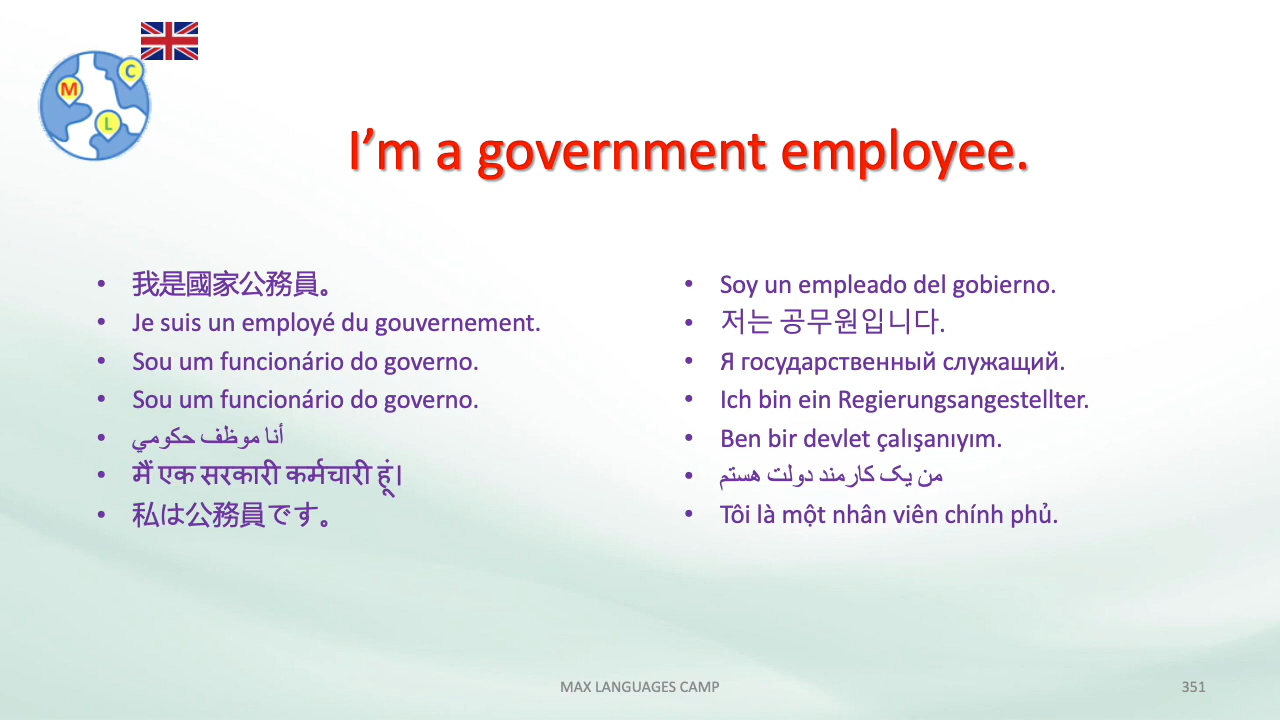 M
C
L
I’m a government employee.
• 我是國家公務員。
• Je suis un employé du gouvernement.
• Sou um funcionário do governo.
• Sou um funcionário do governo.
• أنا موظف حكومي
• मैं एक सरकारी कर्मचारी हूं।
• 私は公務員です。
• Soy un empleado del gobierno.
• 저는 공무원입니다.
• Я государственный служащий.
• Ich bin ein Regierungsangestellter.
• Ben bir devlet çalışanıyım.
• من یک کارمند دولت هستم
• Tôi là một nhân viên chính phủ.
MAX LANGUAGES CAMP
351